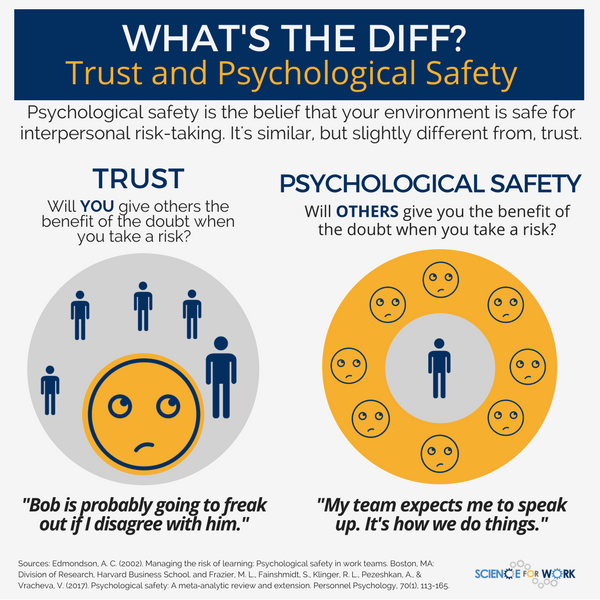 WHAT'S THE DIFF?
Trust and Psychological Safety
Psychological safety is the belief that your environment is safe for
interpersonal risk-taking. It's similar, but slightly different from, trust.
TRUST
Will YOU give others the
benefit of the doubt when
you take a risk?
"Bob is probably going to freak
out if I disagree with him."
PSYCHOLOGICAL SAFETY
Will OTHERS give you the benefit of
the doubt when you take a risk?
"My team expects me to speak
up. It's how we do things."
Sources: Edmondson, A. C. (2002). Managing the risk of learning: Psychological safety in work teams. Boston, MA:
Division of Research, Harvard Business School. and Frazier, M. L., Fainshmidt, S., Klinger, R. L., Pezeshkan, A., &
Vracheva, V. (2017). Psychological safety: A meta-analytic review and extension. Personnel Psychology, 70(1), 113-165.
SCIENCE FOR WORK